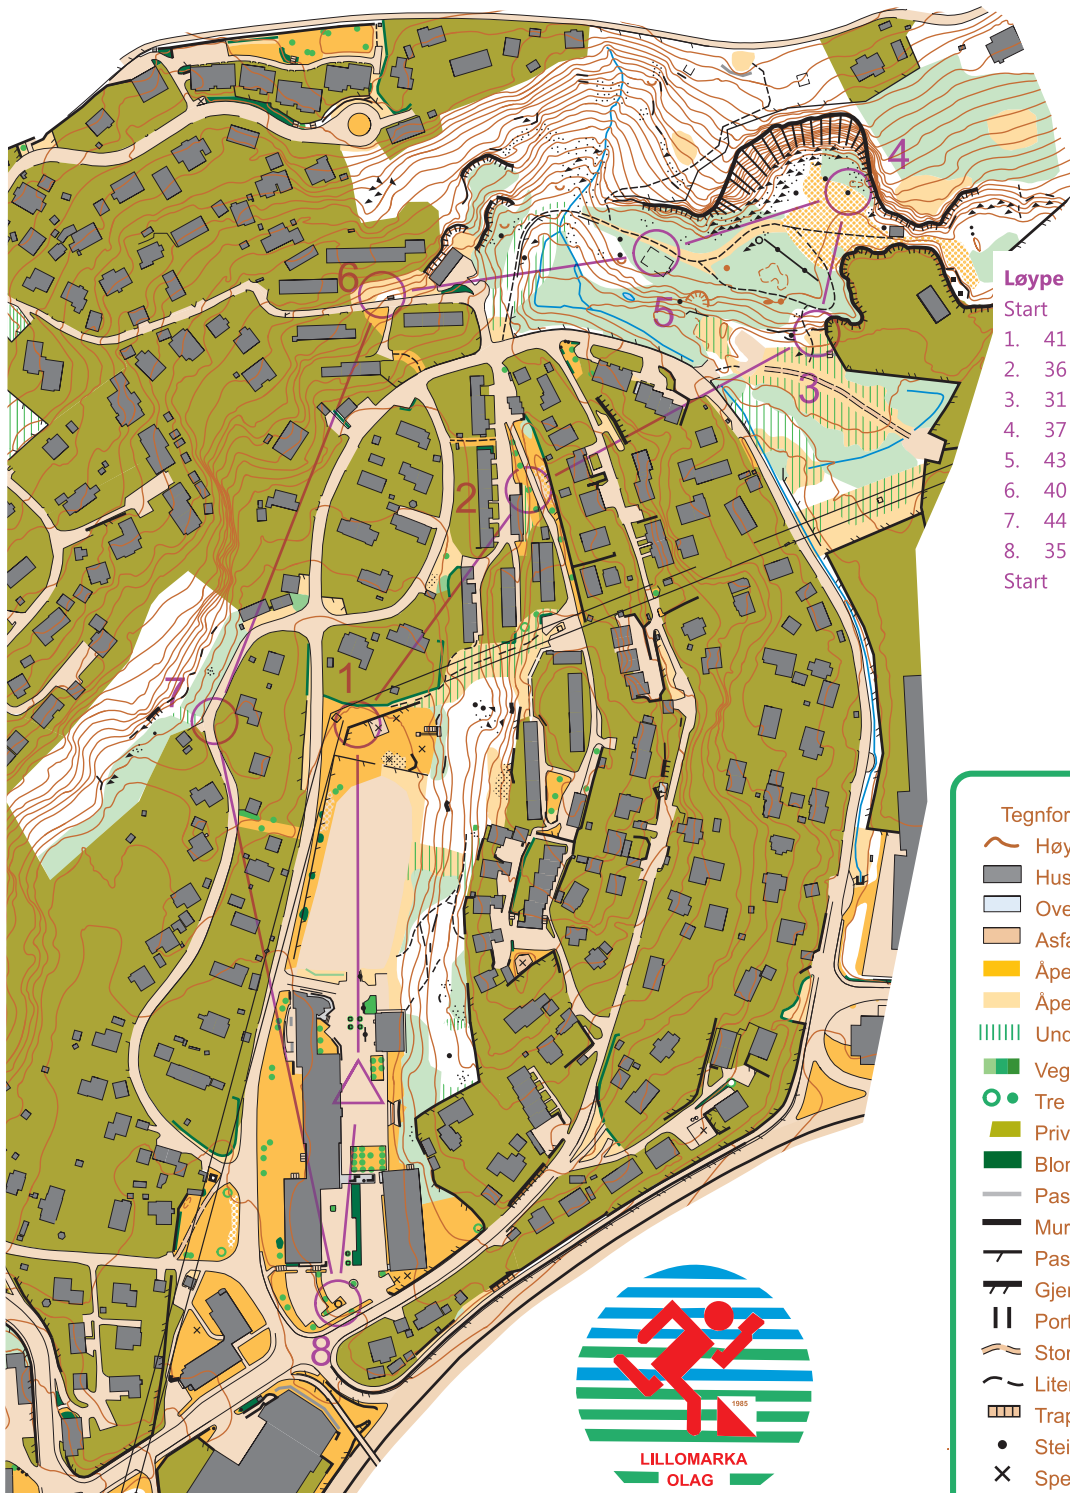 4
6
5
3
2
1
7
8
Løype
Start
1. 41
2. 36
3. 31
4. 37
5. 43
6. 40
7. 44
8. 35
Start
Tegnfor
Høy
Hus
Ove
Asfa
Åpe
Åpe
Und
Veg
Tre
Priv
Blon
Pas
Mur
Pas
Gjer
Port
Stor
Liter
Trap
Stei
Spe
1985
LILLOMARKA
OLAG